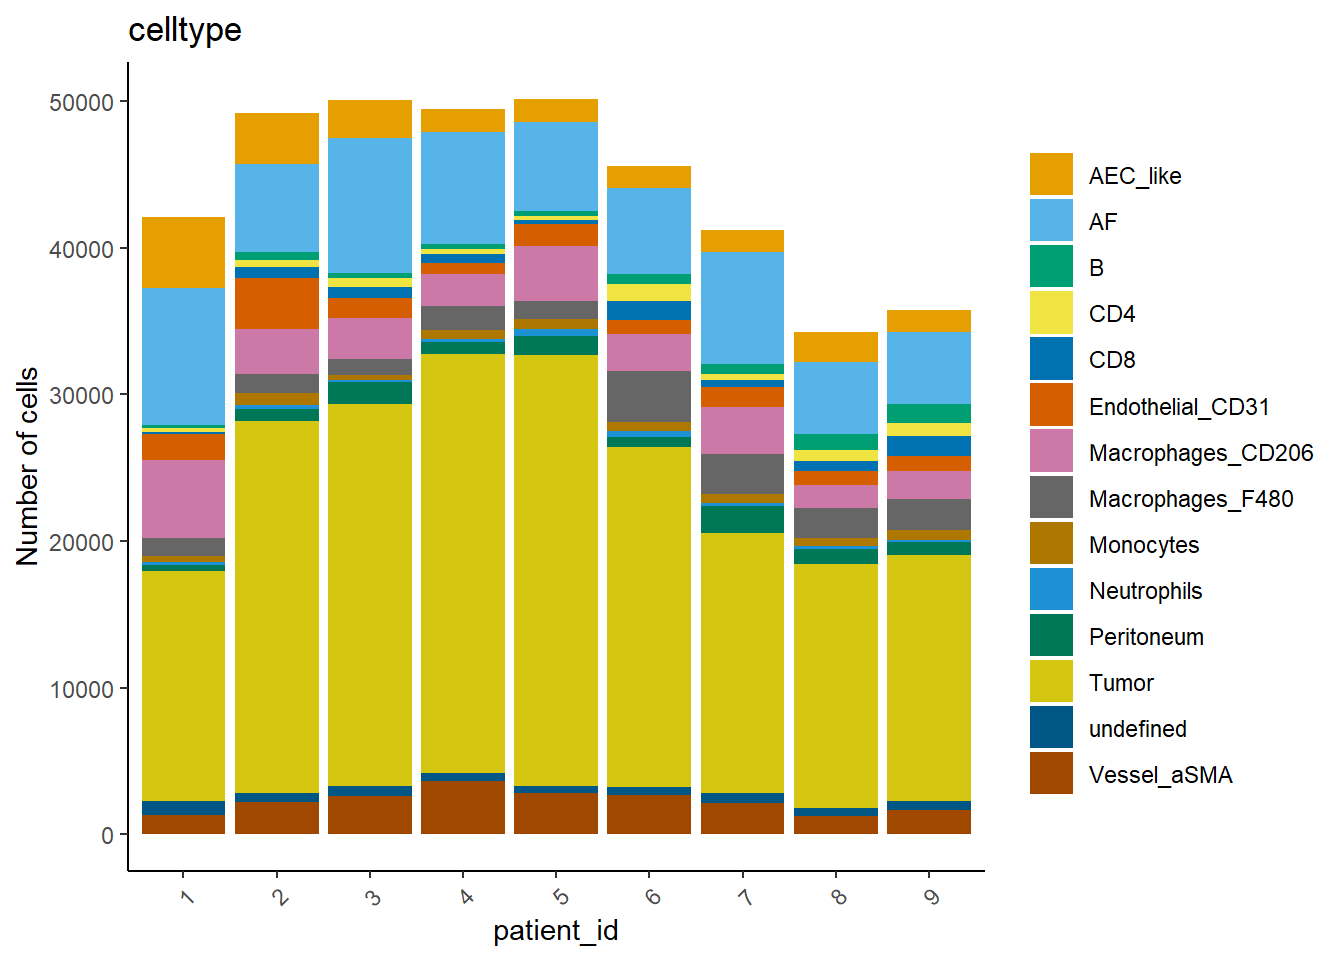 celltype
Number of cells
50000
40000
30000
20000
10000
0
1 2 3 4 5 6 7 8 9
patient_id
AEC_like
AF
B
CD4
CD8
Endothelial_CD31
Macrophages_CD206
Macrophages_F480
Monocytes
Neutrophils
Peritoneum
Tumor
undefined
Vessel_aSMA